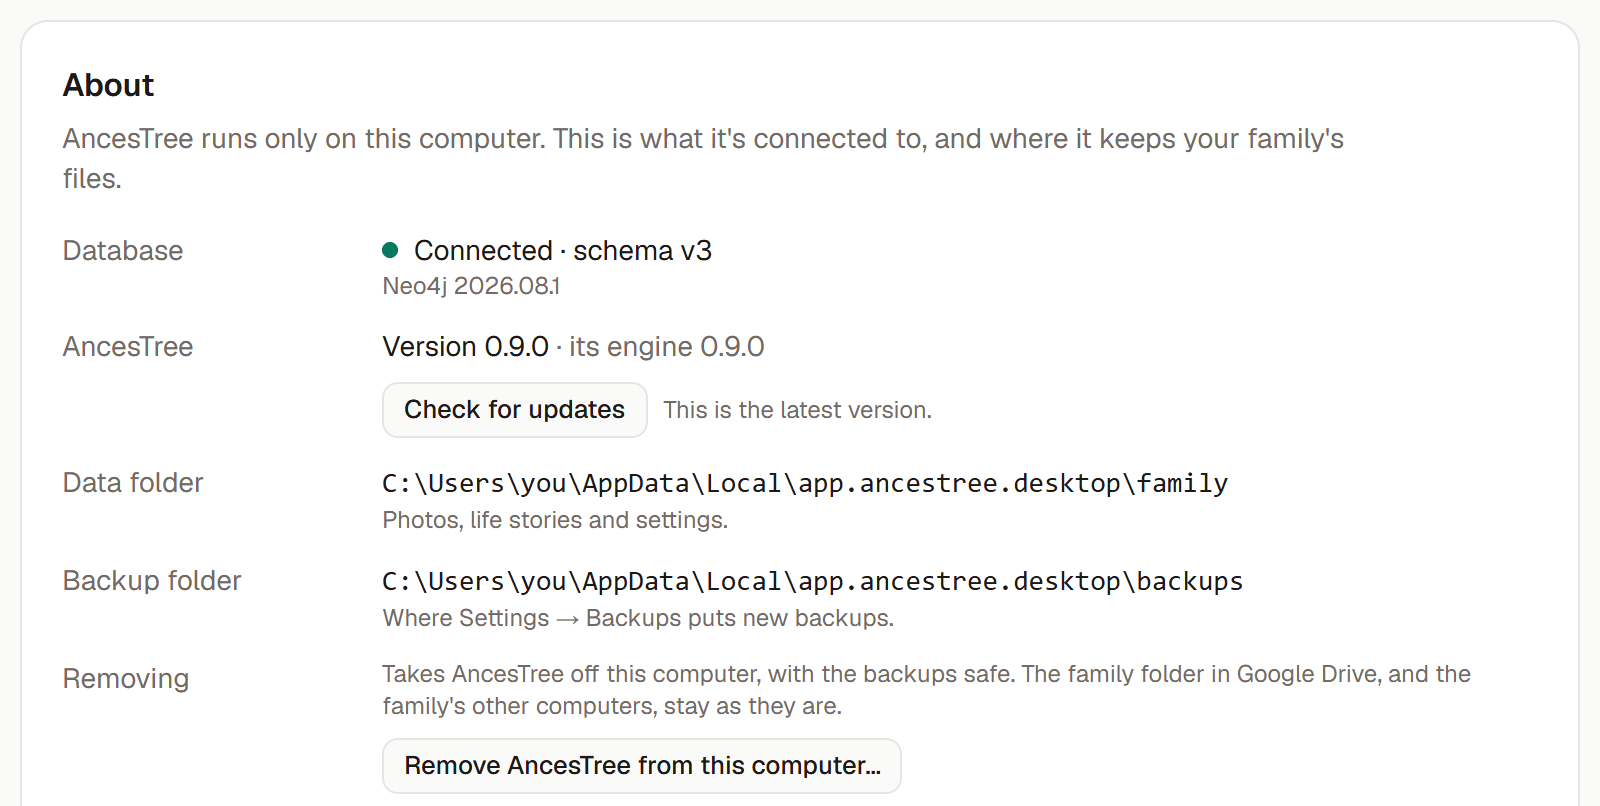 About
AncesTree runs only on this computer. This is what it's connected to, and where it keeps your family's
files.
Database
Connected · schema v3
Neo4j 2026.08.1
AncesTree
Version 0.9.0 · its engine 0.9.0
Check for updates
This is the latest version.
Data folder
C:\Users\you\AppData\Local\app.ancestree.desktop\family
Photos, life stories and settings.
Backup folder
C:\Users\you\AppData\Local\app.ancestree.desktop\backups
Where Settings → Backups puts new backups.
Removing
Takes AncesTree off this computer, with the backups safe. The family folder in Google Drive, and the
family's other computers, stay as they are.
Remove AncesTree from this computer…